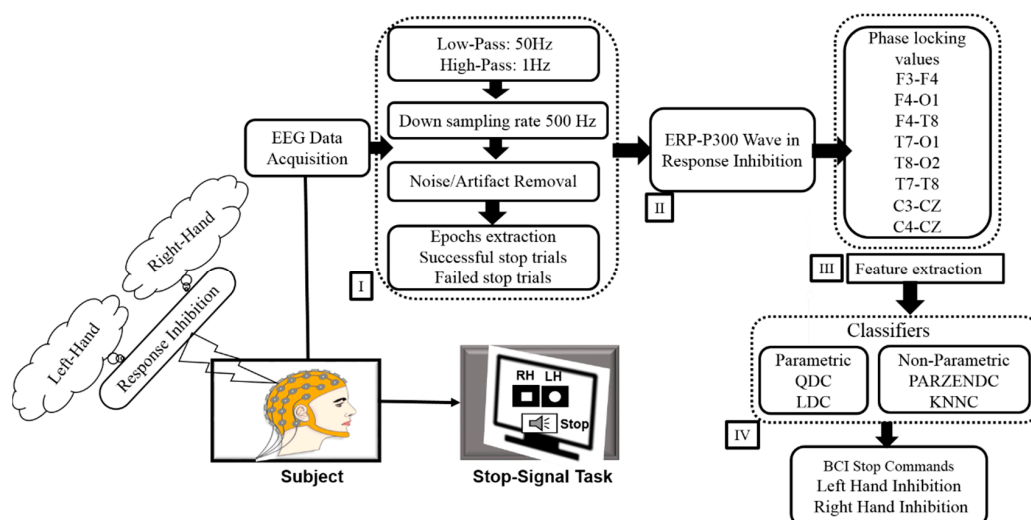 Low-Pass: 50Hz
High-Pass: 1Hz
Down sampling rate 500 Hz
Noise/Artifact Removal
Epochs extraction
Successful stop trials
Failed stop trials
I
EEG Data
Acquisition
ERP-P300 Wave in
Response Inhibition
II
Phase locking
values
F3-F4
F4-O1
F4-T8
T7-O1
T8-O2
T7-T8
C3-CZ
C4-CZ
III
Feature extraction
Classifiers
Parametric
QDC
LDC
Non-Parametric
PARZENDC
KNNC
IV
BCI Stop Commands
Left Hand Inhibition
Right Hand Inhibition
Right-Hand
Left-Hand
Response Inhibition
Subject
RH LH
Stop
Stop-Signal Task